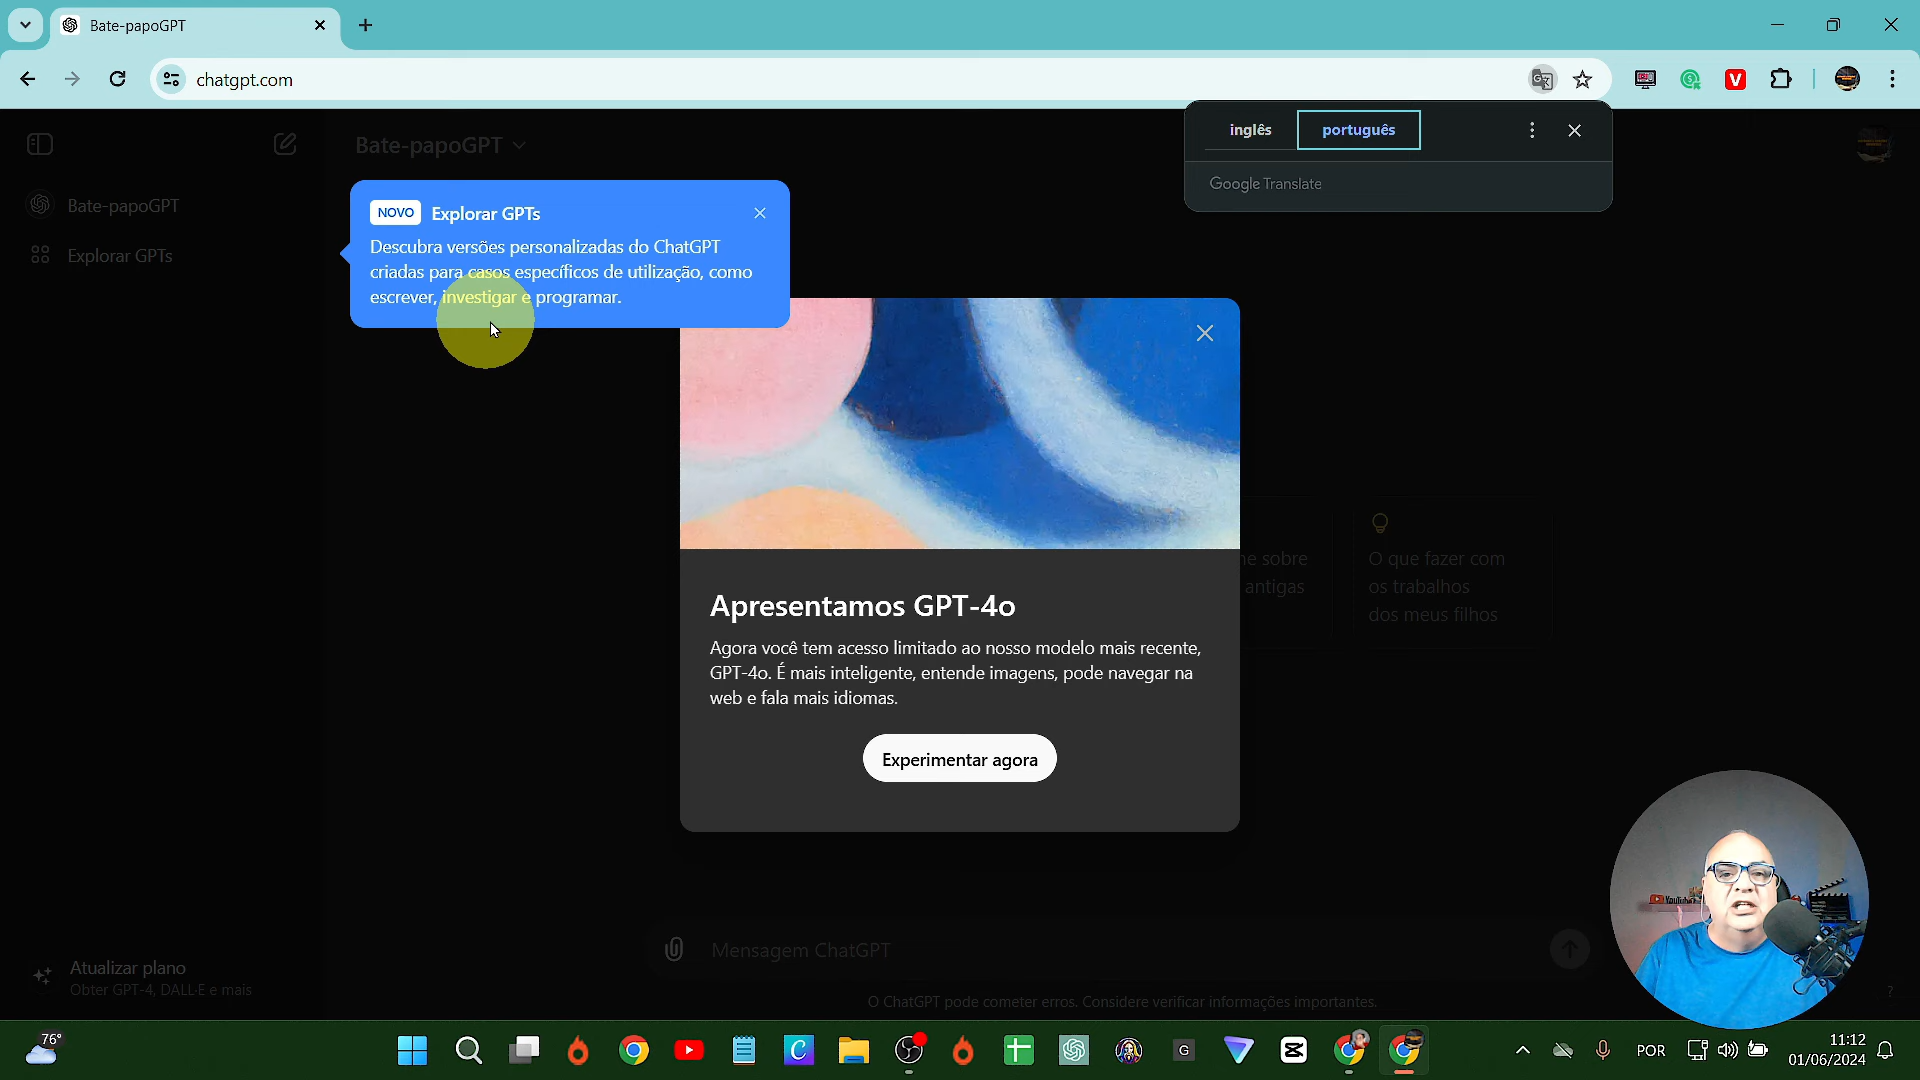 Bate-papoGPT
chatgpt.com
inglês
português
Google Translate
Bate-papoGPT
Bate-papoGPT
Explorar GPTs
NOVO
Explorar GPTs
Descubra versões personalizadas do ChatGPT
criadas para casos específicos de utilização, como
escrever, investigar e programar.
Apresentamos GPT-4o
Agora você tem acesso limitado ao nosso modelo mais recente,
GPT-4o. É mais inteligente, entende imagens, pode navegar na
web e fala mais idiomas.
Experimentar agora
sobre
antigas
O que fazer com
os trabalhos
dos meus filhos
Mensagem ChatGPT
O ChatGPT pode cometer erros. Considere verificar informações importantes.
?
Atualizar plano
Obter GPT-4, DALL·E e mais
YouTube
76°
C
G
POR
11:12
01/06/2024